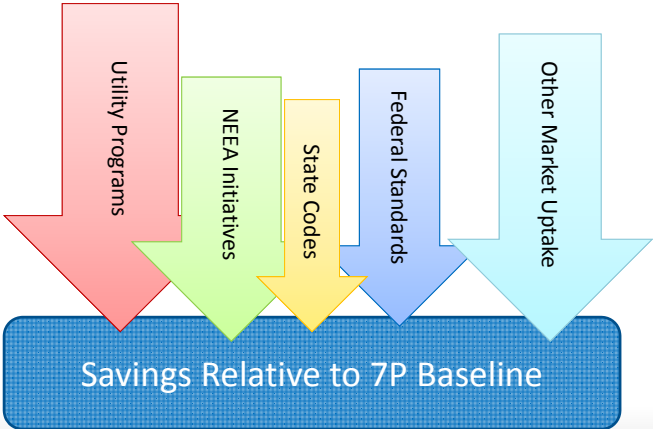 Utility Programs
NEEA Initiatives
State Codes
Federal Standards
Other Market Uptake
Savings Relative to 7P Baseline